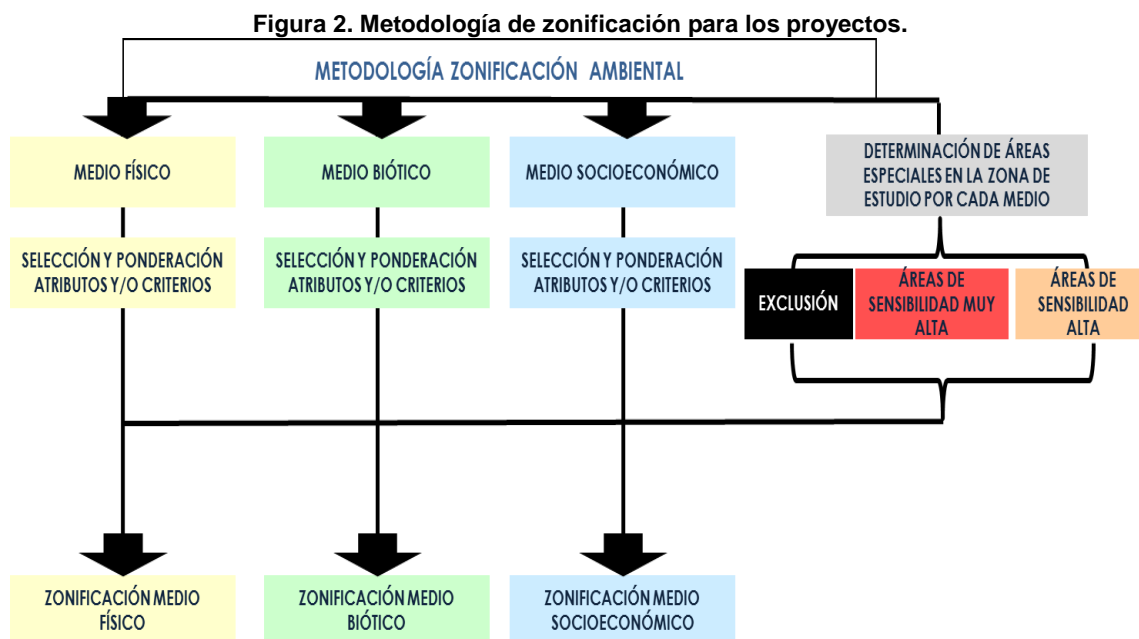 Figura 2. Metodología de zonificación para los proyectos.
METODOLOGÍA ZONIFICACIÓN AMBIENTAL
MEDIO FÍSICO
MEDIO BIÓTICO
MEDIO SOCIOECONÓMICO
DETERMINACIÓN DE ÁREAS
ESPECIALES EN LA ZONA DE
ESTUDIO POR CADA MEDIO
SELECCIÓN Y PONDERACIÓN
ATRIBUTOS Y/O CRITERIOS
SELECCIÓN Y PONDERACIÓN
ATRIBUTOS Y/O CRITERIOS
SELECCIÓN Y PONDERACIÓN
ATRIBUTOS Y/O CRITERIOS
EXCLUSIÓN
ÁREAS DE
SENSIBILIDAD MUY
ALTA
ÁREAS DE
SENSIBILIDAD
ALTA
ZONIFICACIÓN MEDIO
FÍSICO
ZONIFICACIÓN MEDIO
BIÓTICO
ZONIFICACIÓN MEDIO
SOCIOECONÓMICO